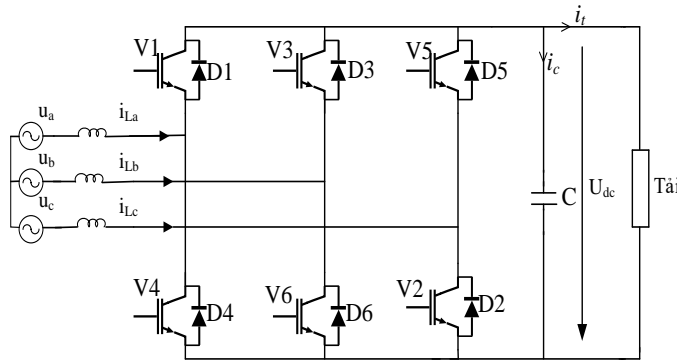 i_t
V1
V3
V5
D1
D3
D5
i_c
u_a
i_La
u_b
i_Lb
U_dc
Tải
u_c
i_Lc
C
V4
V6
V2
D4
D6
D2